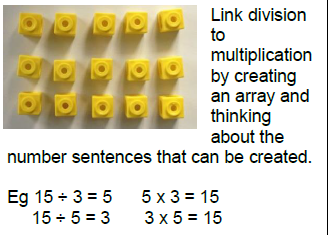 Link division
to
multiplication
by creating
an array and
thinking
about the
number sentences that can be created.
Eg 15 ÷ 3 = 5 5 x 3 = 15
15 ÷ 5 = 3 3 x 5 = 15